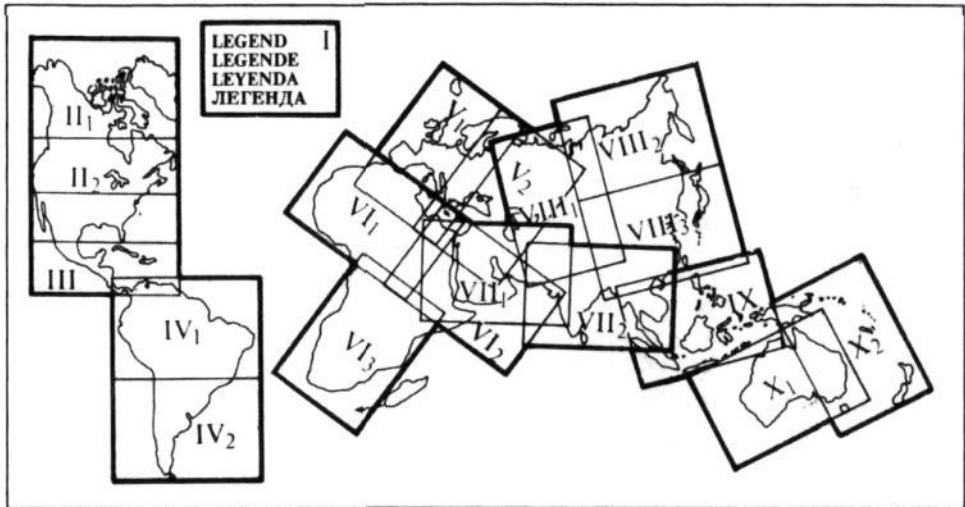 LEGEND I
LEGENDE
LEYENDA
ЛЕГЕНДА
II₁
II₂
III
IV₁
IV₂
V₁
V₂
VI₁
VI₂
VI₃
VII₁
VII₂
VIII₁
VIII₂
VIII₃
IX
X₁
X₂